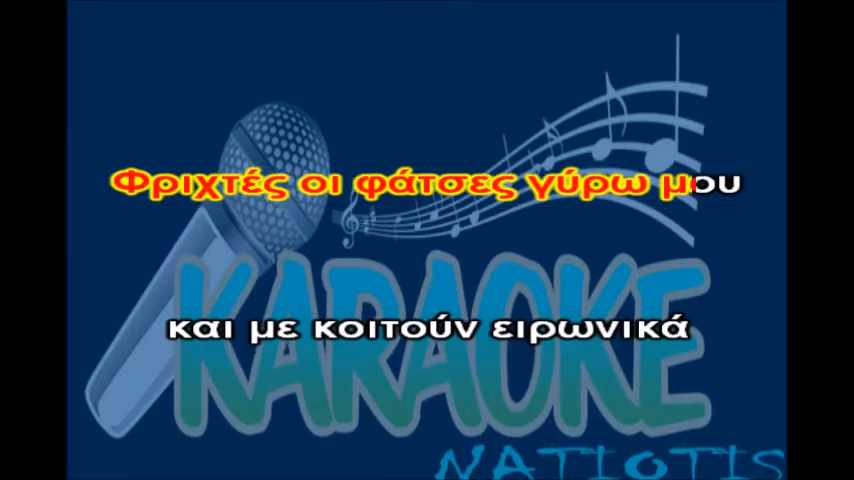 Φριχτές οι φάτσες γύρω μου
και με κοιτούν ειρωνικά
KARAOKE
NATIOTIS